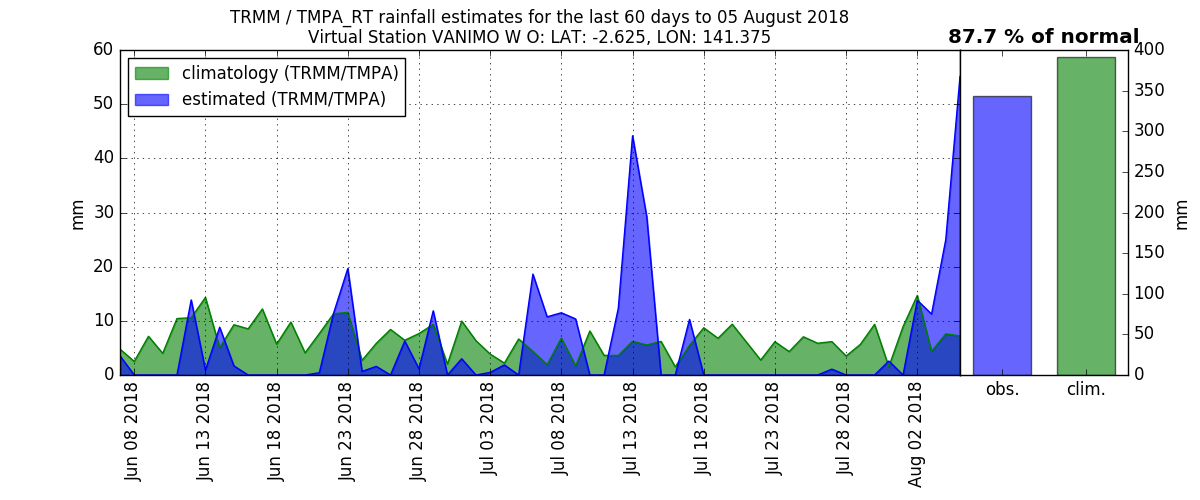 TRMM / TMPA_RT rainfall estimates for the last 60 days to 05 August 2018
Virtual Station VANIMO W O: LAT: -2.625, LON: 141.375
87.7 % of normal
climatology (TRMM/TMPA)
estimated (TRMM/TMPA)
60
50
40
30
20
10
0
mm
Jun 08 2018
Jun 13 2018
Jun 18 2018
Jun 23 2018
Jun 28 2018
Jul 03 2018
Jul 08 2018
Jul 13 2018
Jul 18 2018
Jul 23 2018
Jul 28 2018
Aug 02 2018
obs.
clim.
400
350
300
250
200
150
100
50
0
mm